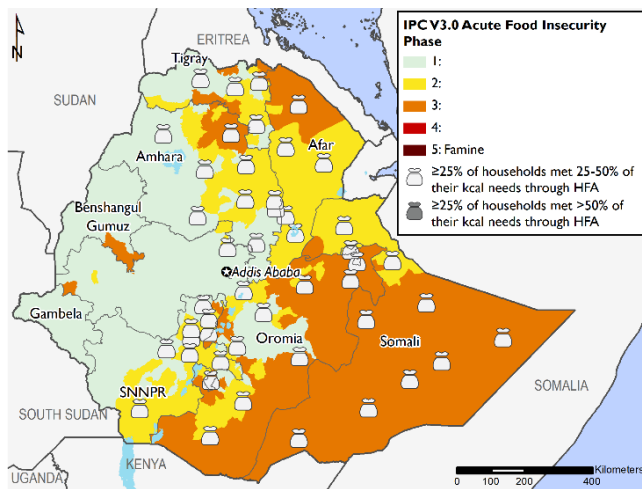 N
ERITREA
Tigray
SUDAN
Afar
Amhara
Benshangul
Gumuz
Addis Ababa
Gambela
Oromia
Somali
SNNPR
SOMALIA
SOUTH SUDAN
KENYA
UGANDA
IPC V3.0 Acute Food Insecurity
Phase
1:
2:
3:
4:
5: Famine
≥25% of households met 25-50% of
their kcal needs through HFA
≥25% of households met >50% of
their kcal needs through HFA
Kilometers
0 100 200 400